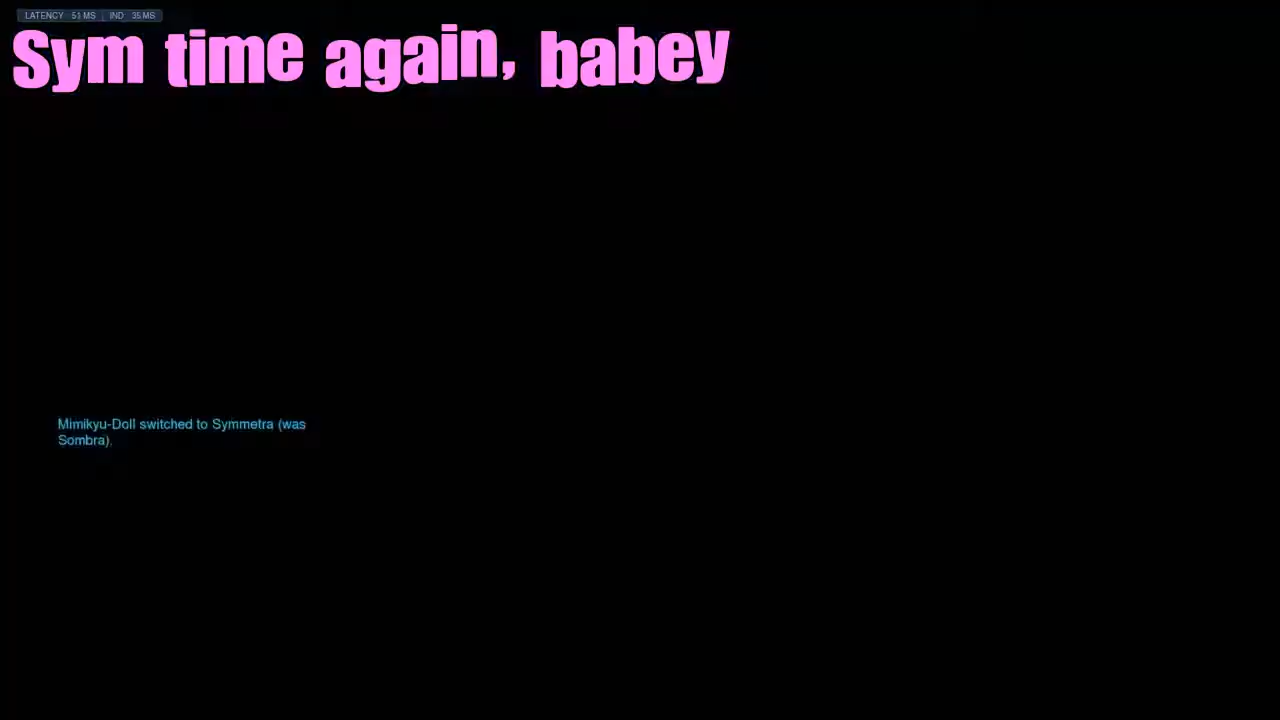 LATENCY 51 MS | IND 35 MS
Sym time again, babey
Mimikyu-Doll switched to Symmetra (was
Sombra).